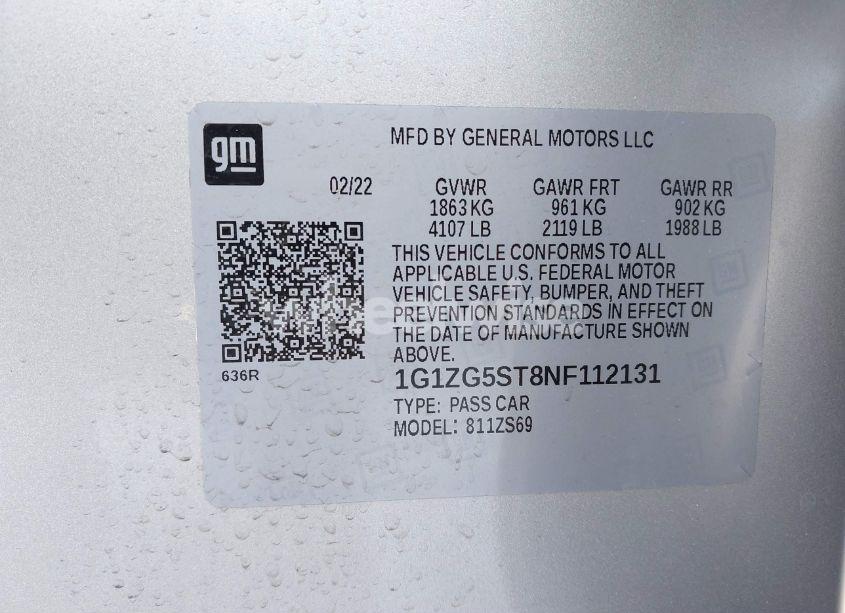 gm
MFD BY GENERAL MOTORS LLC
02/22 GVWR GAWR FRT GAWR RR
1863 KG 961 KG 902 KG
4107 LB 2119 LB 1988 LB
THIS VEHICLE CONFORMS TO ALL
APPLICABLE U.S. FEDERAL MOTOR
VEHICLE SAFETY, BUMPER, AND THEFT
PREVENTION STANDARDS IN EFFECT ON
THE DATE OF MANUFACTURE SHOWN
ABOVE.
636R
1G1ZG5ST8NF112131
TYPE: PASS CAR
MODEL: 811ZS69